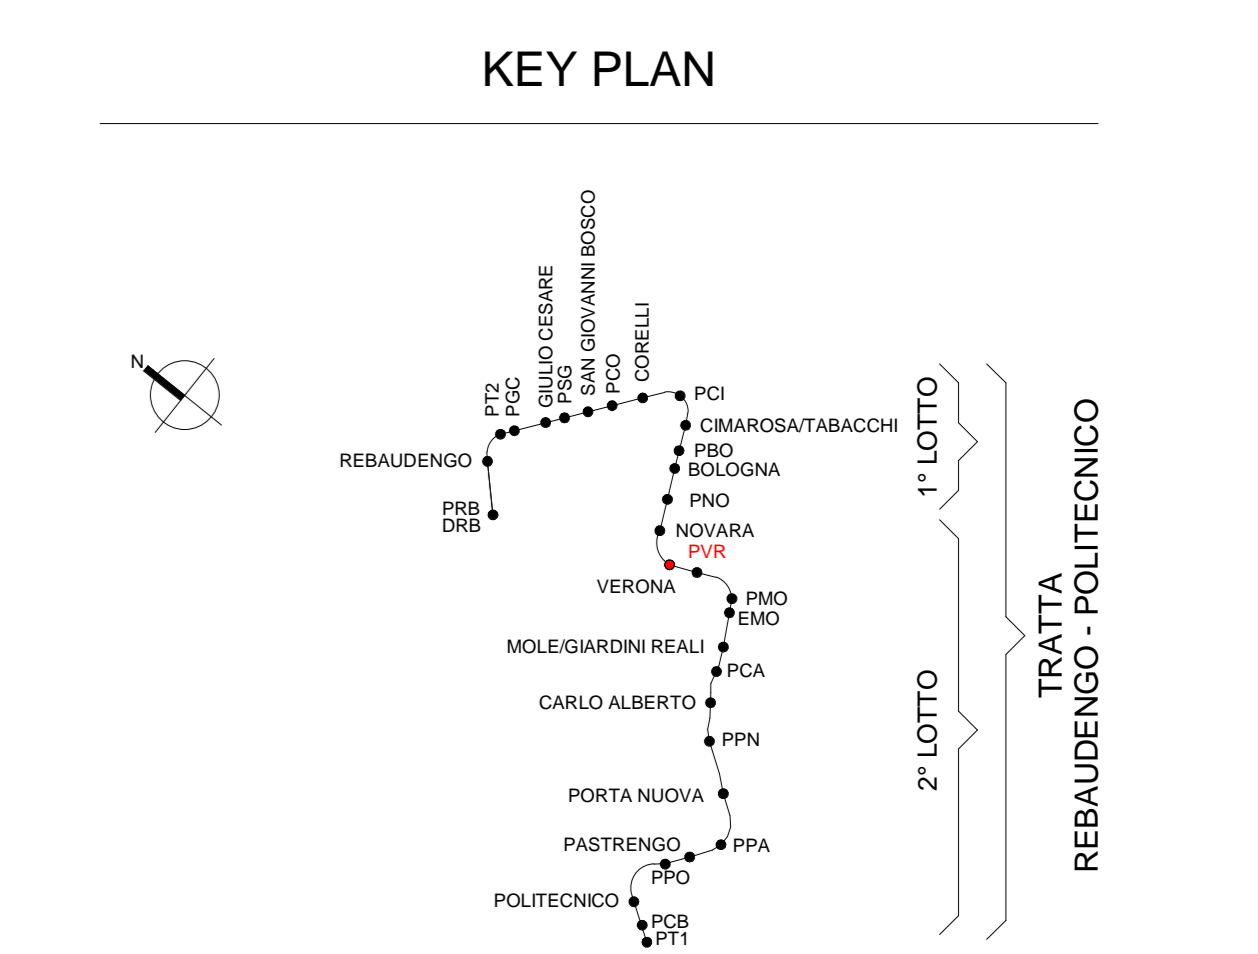 KEY PLAN
N
PT2
PGC
GIULIO CESARE
PSG
SAN GIOVANNI BOSCO
PCO
CORELLI
PCI
CIMAROSA/TABACCHI
PBO
BOLOGNA
REBAUDENGO
PRB
DRB
PNO
NOVARA
PVR
VERONA
PMO
EMO
MOLE/GIARDINI REALI
PCA
CARLO ALBERTO
PPN
PORTA NUOVA
PASTRENGO
PPA
PPO
POLITECNICO
PCB
PT1
1° LOTTO
2° LOTTO
TRATTA
REBAUDENGO - POLITECNICO